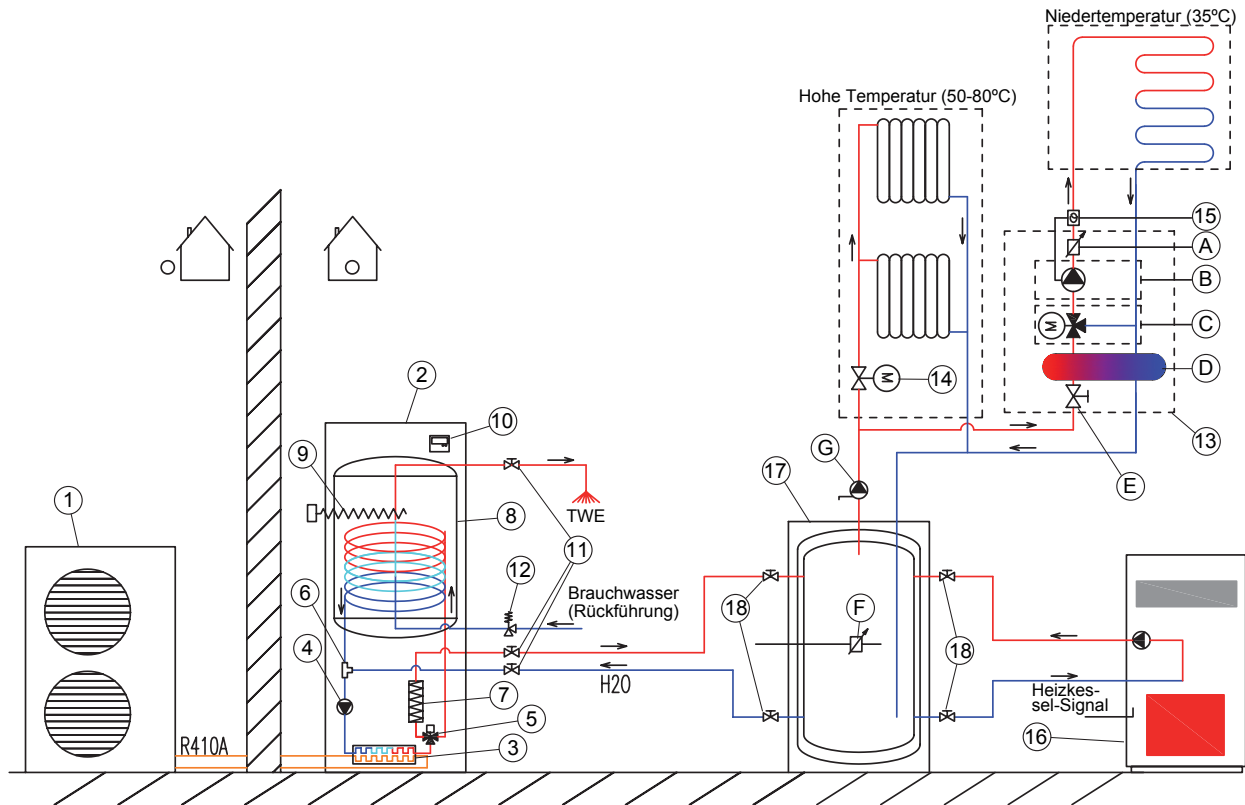 Niedertemperatur (35ºC)
Hohe Temperatur (50-80ºC)
15
A
B
M
C
2
14
M
D
10
13
9
G
17
E
1
8
TWE
11
12
6
Brauchwasser
(Rückführung)
18
F
18
4
H2O
7
Heizkes-
sel-Signal
5
R410A
3
16